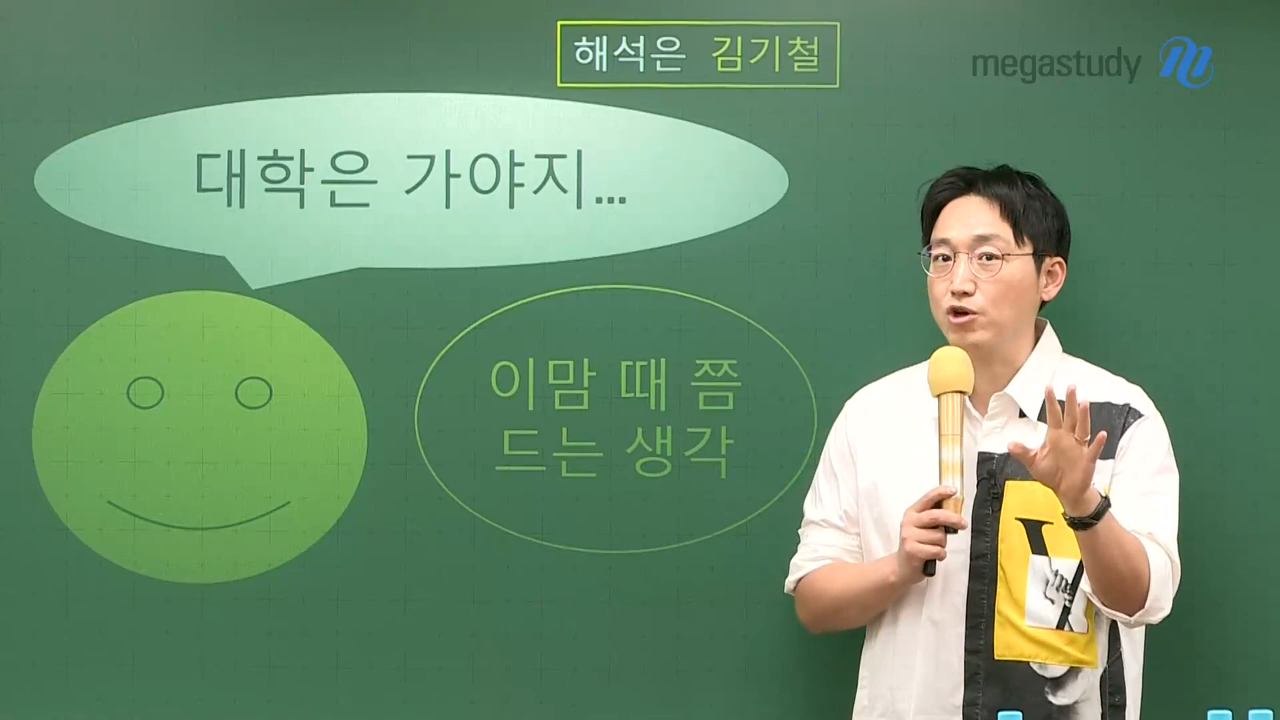 해석은 김기철
megastudy
대학은 가야지...
이맘 때 쯤
드는 생각